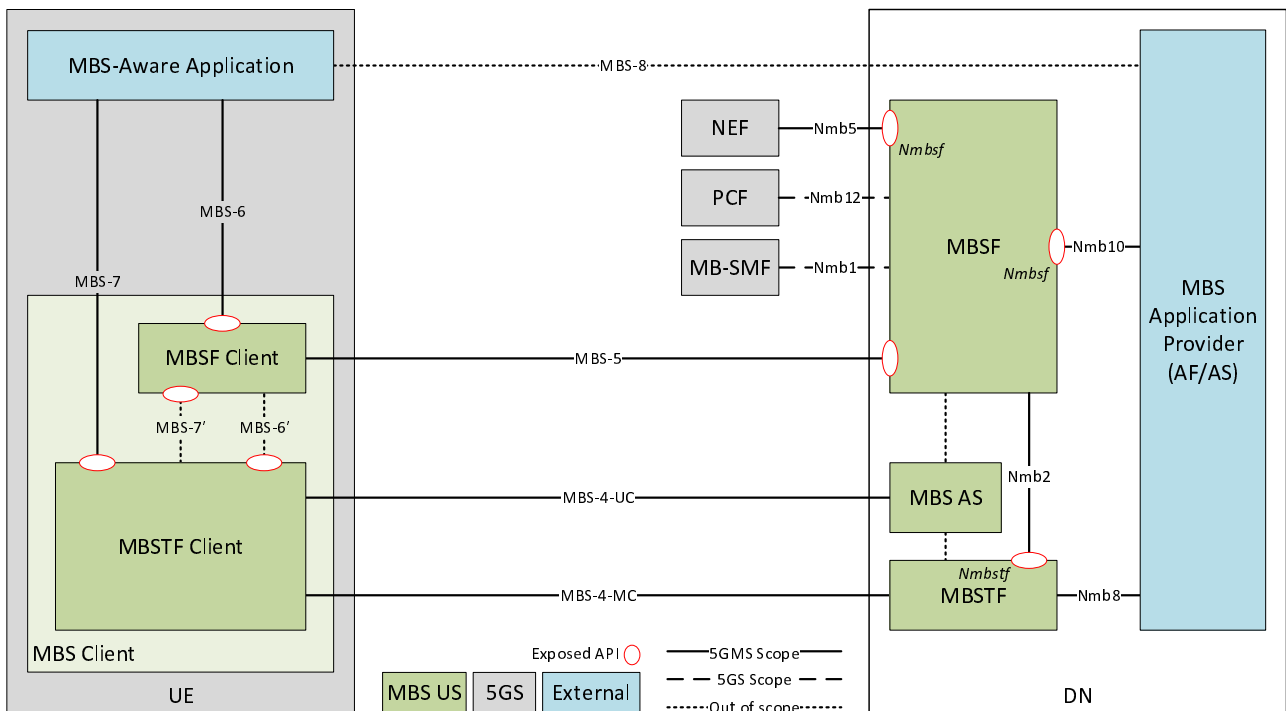 MBS-Aware Application
MBS-8
NEF
Nmb5
Nmbsf
PCF
Nmb12
MBS-6
MBSF
Nmb10
MB-SMF
Nmb1
Nmbsf
MBS-7
MBS
Application
Provider
(AF/AS)
MBSF Client
MBS-5
MBS-7’
MBS-6’
Nmb2
MBS-4-UC
MBS AS
MBSTF Client
Nmbstf
MBS-4-MC
MBSTF
Nmb8
MBS Client
Exposed API
5GMS Scope
5GS Scope
Out of scope
UE
MBS US
5GS
External
DN